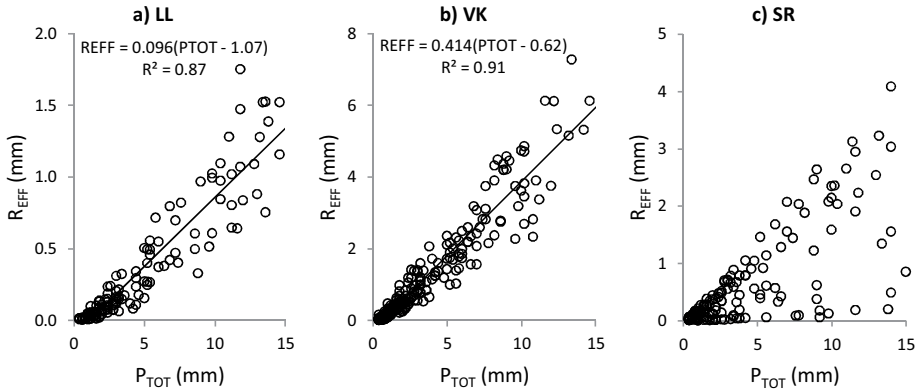 a) LL
REFF = 0.096(PTOT - 1.07)
R² = 0.87
2.0
1.5
1.0
0.5
0.0
0
5
10
15
R_EFF (mm)
P_TOT (mm)
b) VK
REFF = 0.414(PTOT - 0.62)
R² = 0.91
8
6
4
2
0
0
5
10
15
R_EFF (mm)
P_TOT (mm)
c) SR
5
4
3
2
1
0
0
5
10
15
R_EFF (mm)
P_TOT (mm)